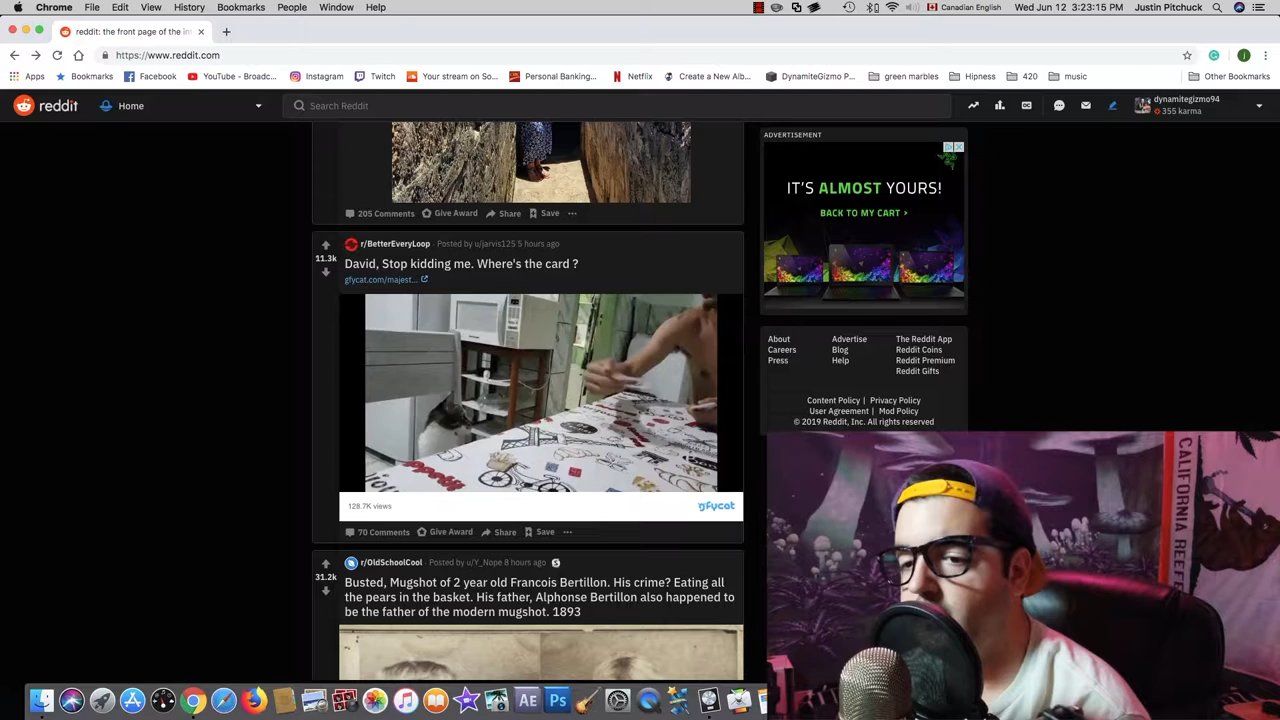 Chrome File Edit View History Bookmarks People Window Help Canadian English Wed Jun 12 3:23:15 PM Justin Pitchuck
reddit: the front page of the in
https://www.reddit.com
Apps Bookmarks Facebook YouTube - Broadc... Instagram Twitch Your stream on So... Personal Banking... Netflix Create a New Alb... DynamiteGizmo P... green marbles Hipness 420 music Other Bookmarks
reddit Home Search Reddit dynamitegizmo94
355 karma
ADVERTISEMENT
IT'S ALMOST YOURS!
BACK TO MY CART >
205 Comments Give Award Share Save ...
r/BetterEveryLoop · Posted by u/jarvis125 5 hours ago
11.3k
David, Stop kidding me. Where's the card ?
gfycat.com/majest...
128.7K views gfycat
70 Comments Give Award Share Save ...
About Advertise The Reddit App
Careers Blog Reddit Coins
Press Help Reddit Premium
Reddit Gifts
Content Policy | Privacy Policy
User Agreement | Mod Policy
© 2019 Reddit, Inc. All rights reserved
r/OldSchoolCool · Posted by u/Y_Nope 8 hours ago S
31.2k
Busted, Mugshot of 2 year old Francois Bertillon. His crime? Eating all
the pears in the basket. His father, Alphonse Bertillon also happened to
be the father of the modern mugshot. 1893
CALIFORNIA REEFE
AE Ps